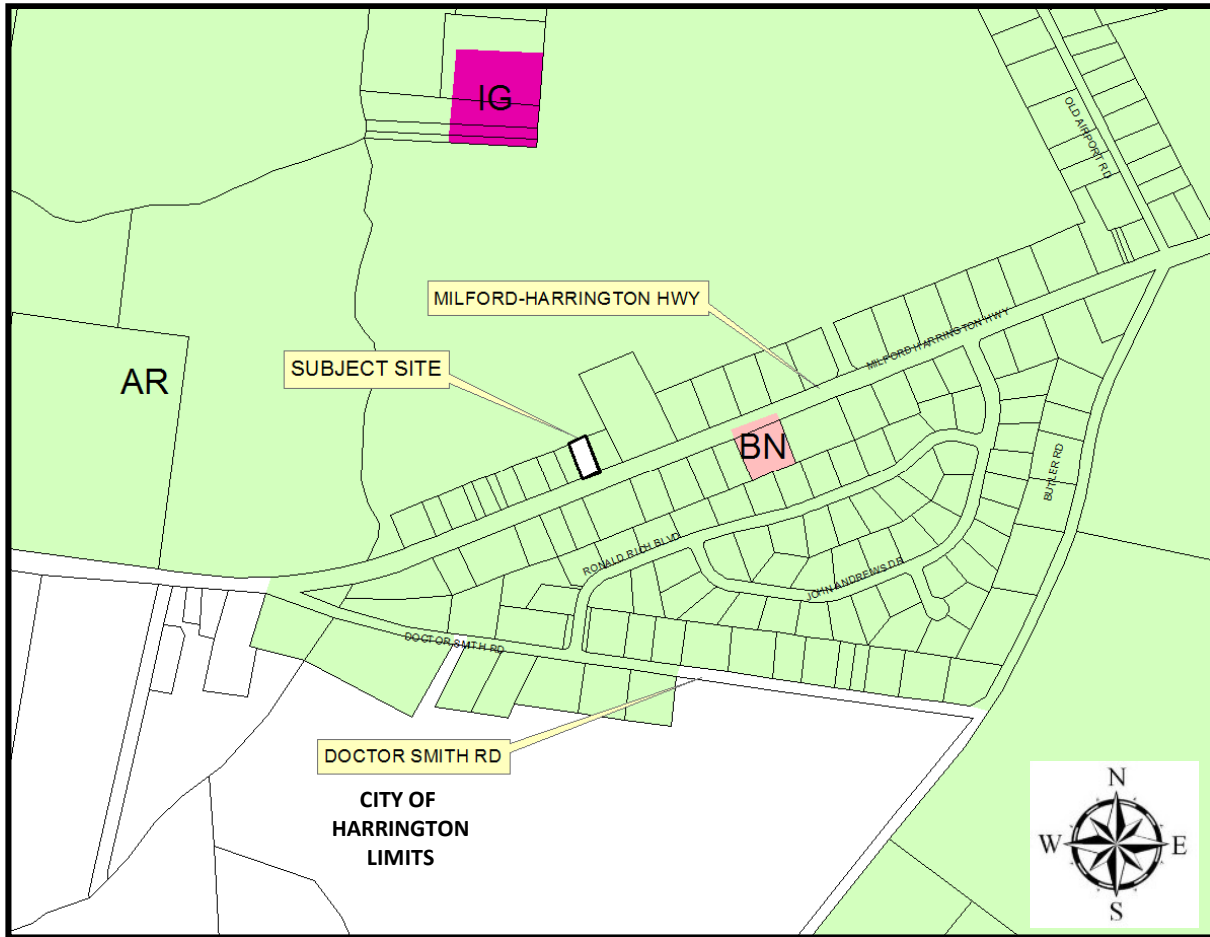 IG
OLD AIRPORT RD
MILFORD-HARRINGTON HWY
MILFORD HARRINGTON HWY
SUBJECT SITE
AR
BN
BUTLER RD
RONALD RICH BLVD
JOHN ANDREWS DR
DOCTOR SMITH RD
DOCTOR SMITH RD
CITY OF
HARRINGTON
LIMITS
N
W E
S